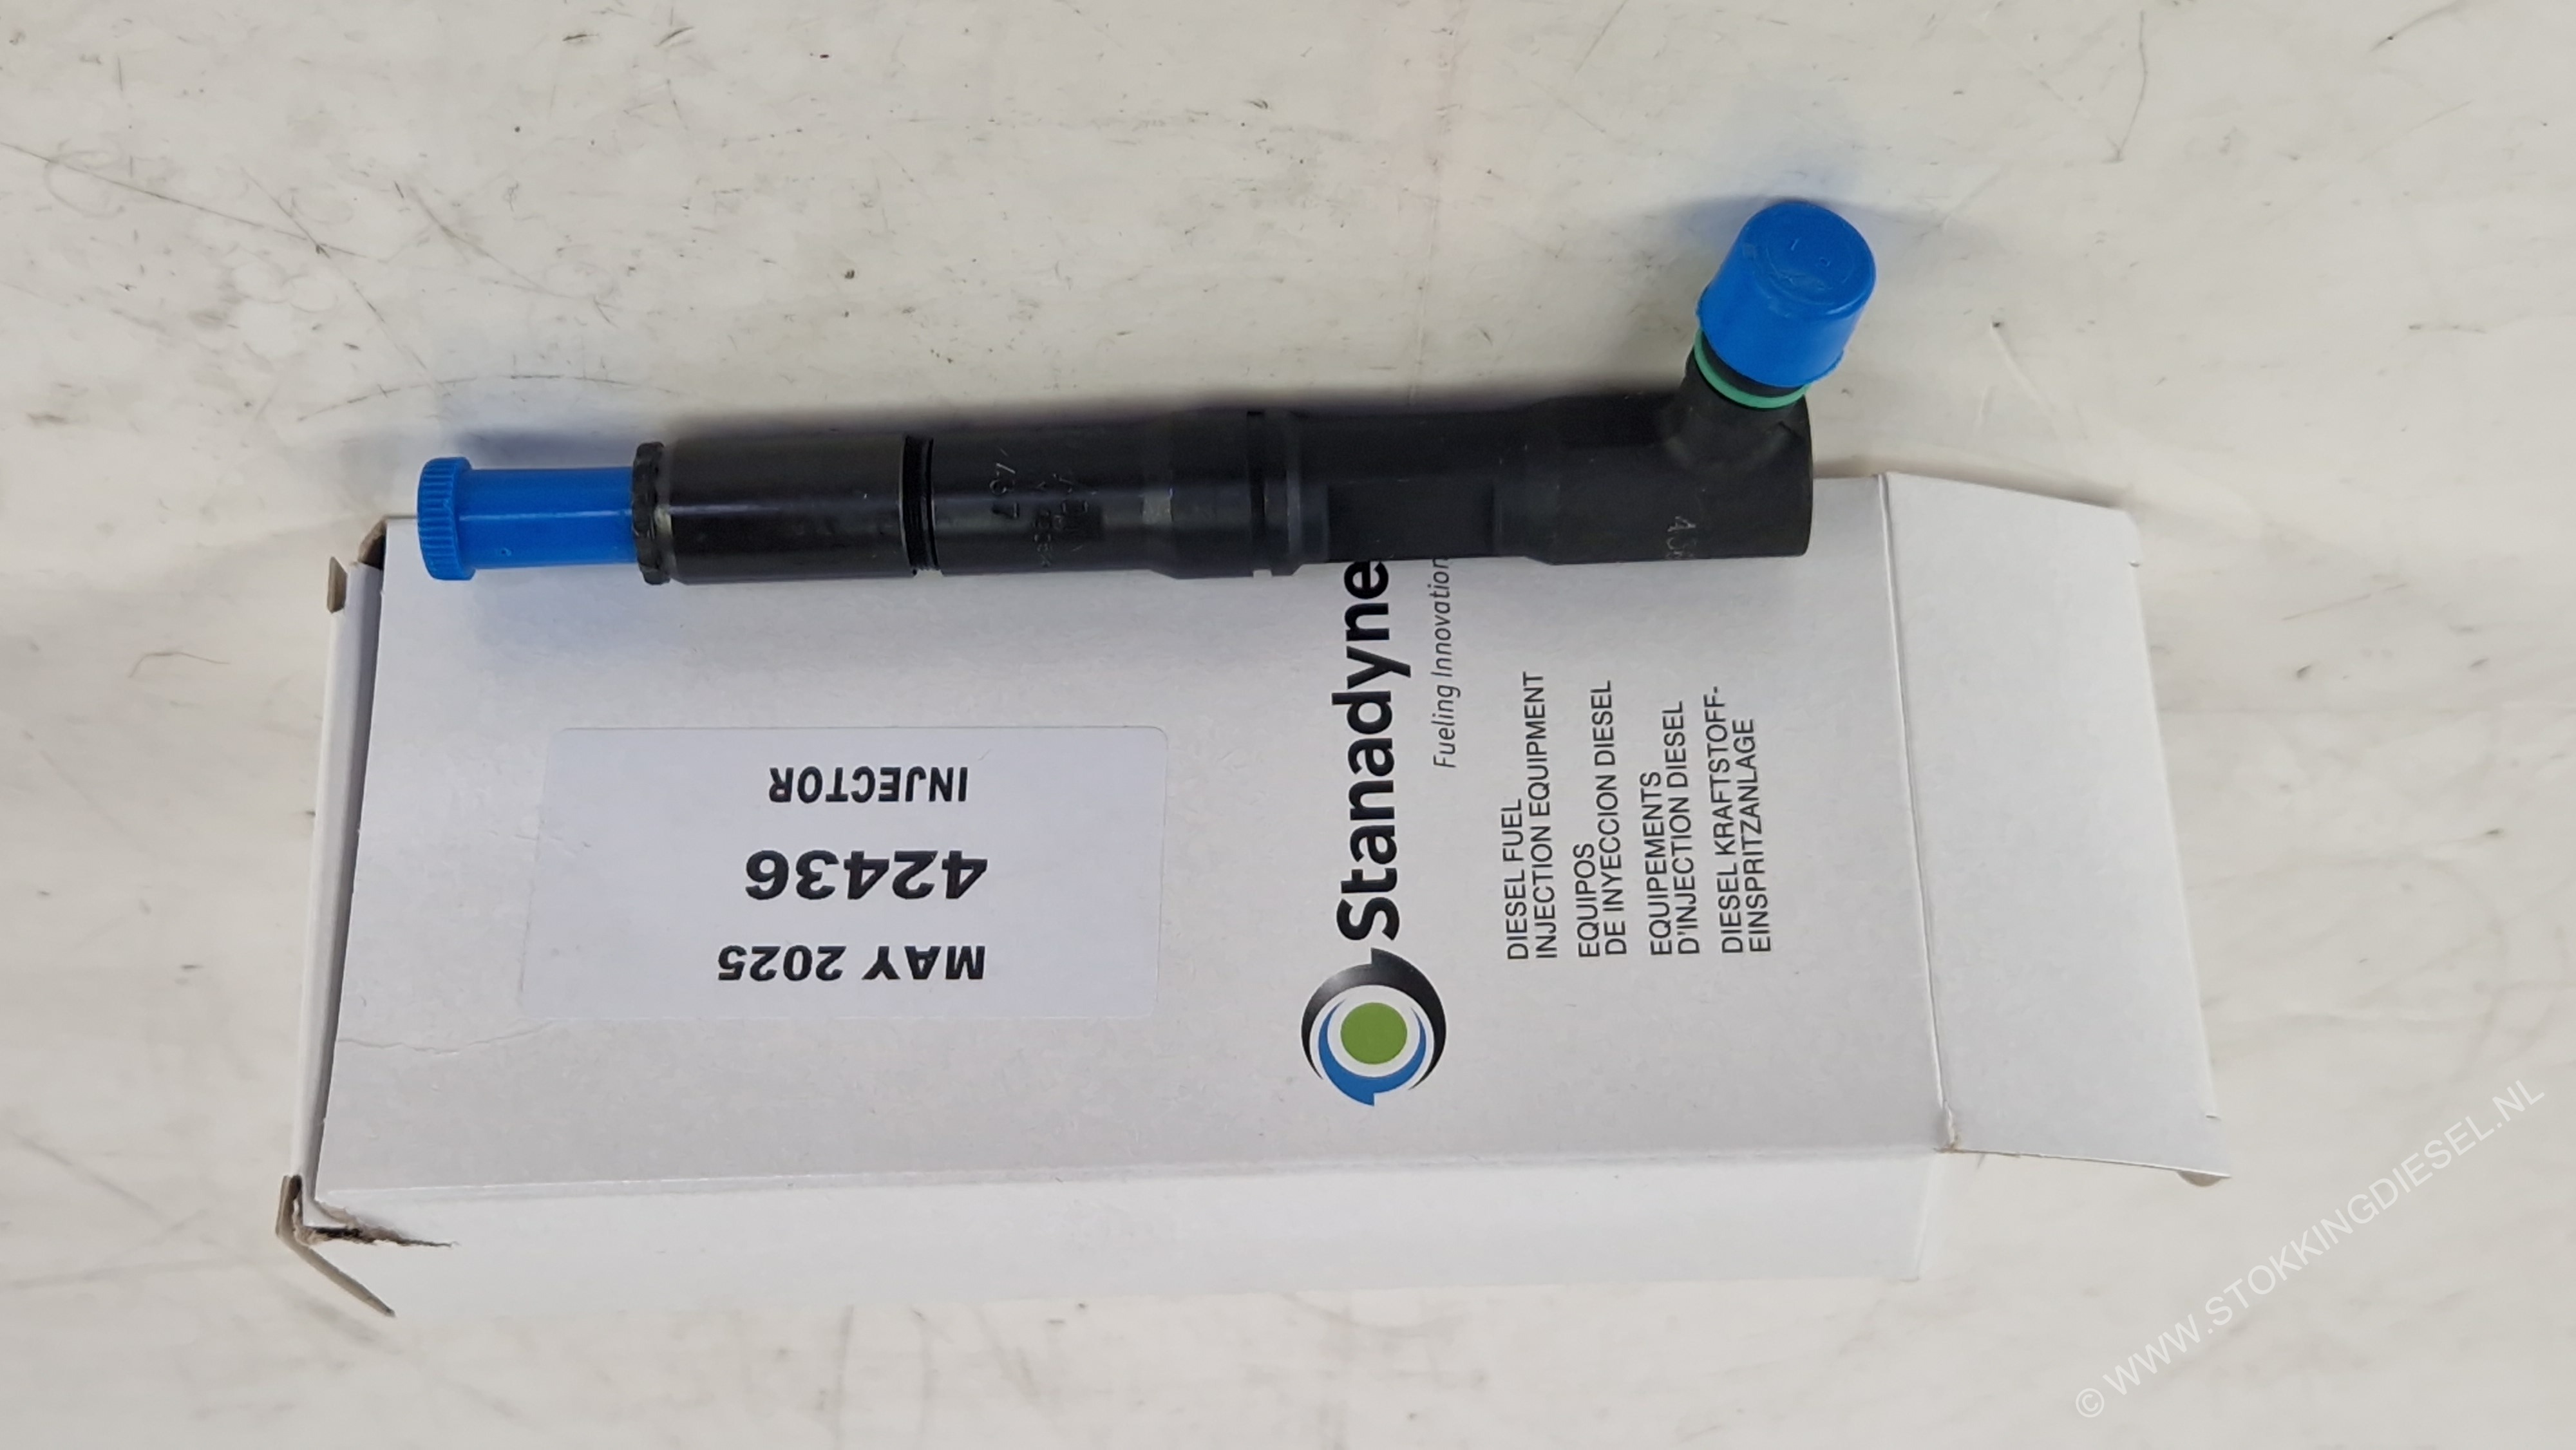 INJECTOR
42436
MAY 2025
Stanadyne
Fueling Innovation
DIESEL FUEL
INJECTION EQUIPMENT
EQUIPOS
DE INYECCION DIESEL
EQUIPEMENTS
D'INJECTION DIESEL
DIESEL KRAFTSTOFF-
EINSPRITZANLAGE
© WWW.STOKKINGDIESEL.NL